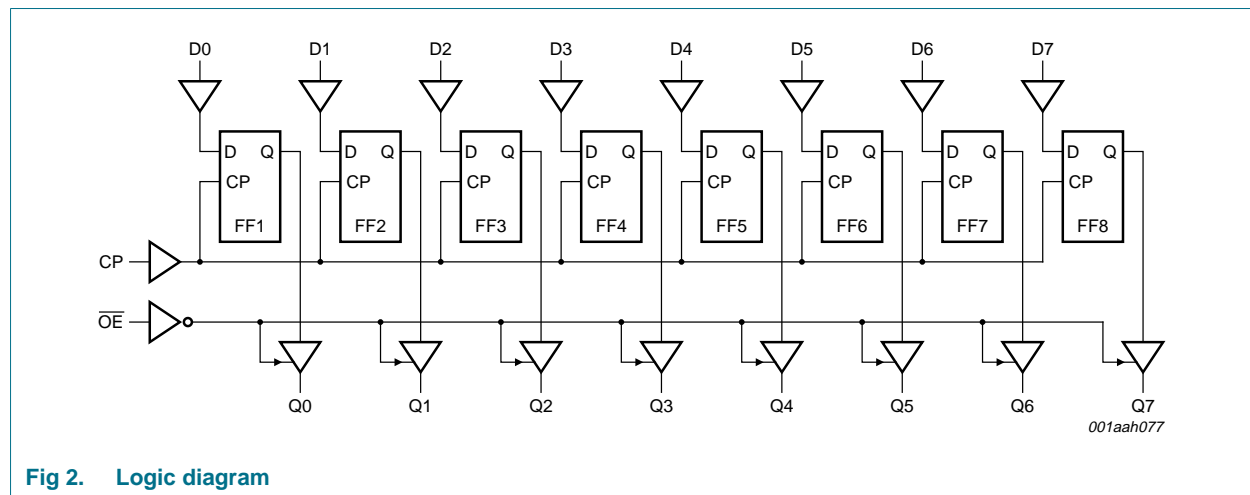 D0 D1 D2 D3 D4 D5 D6 D7
D Q D Q D Q D Q D Q D Q D Q D Q
CP CP CP CP CP CP CP CP
FF1 FF2 FF3 FF4 FF5 FF6 FF7 FF8
CP
O̅E̅
Q0 Q1 Q2 Q3 Q4 Q5 Q6 Q7
001aah077
Fig 2. Logic diagram